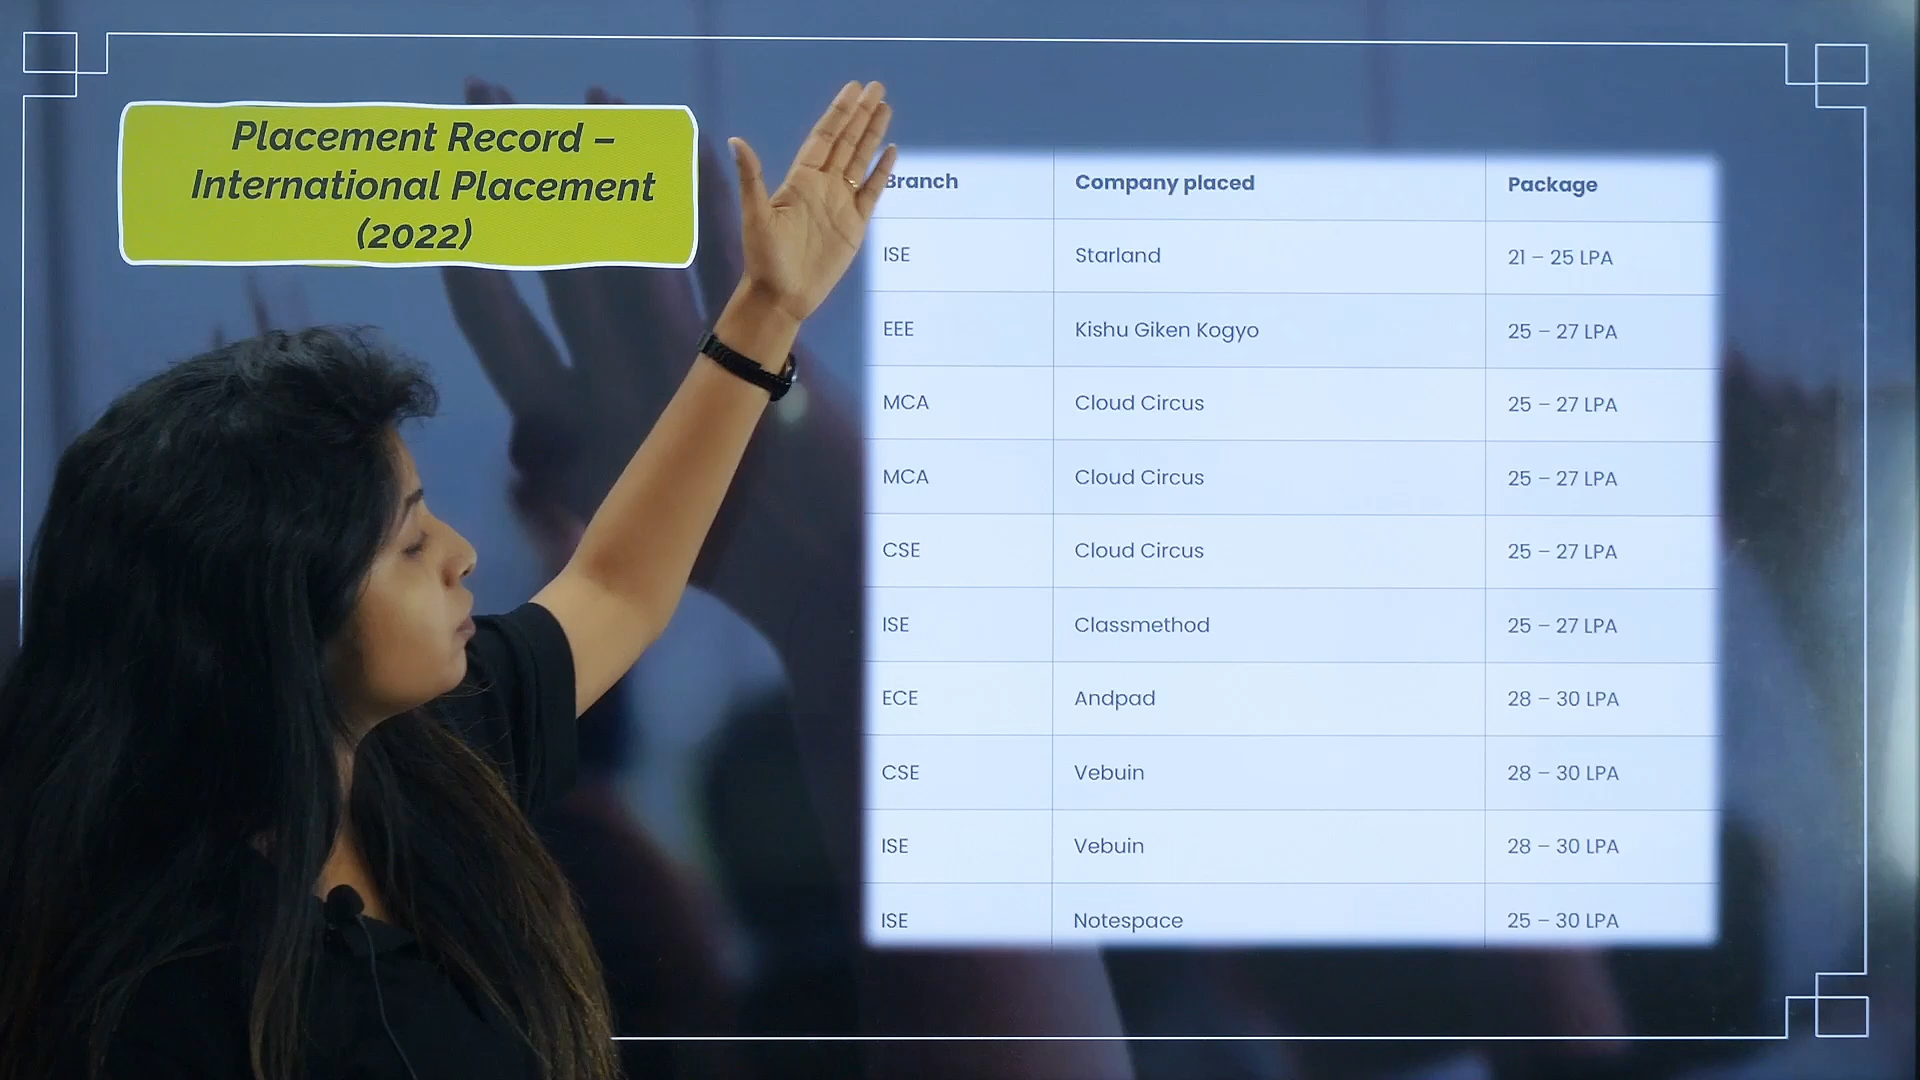 Placement Record –
International Placement
(2022)
Branch Company placed Package
ISE Starland 21 – 25 LPA
EEE Kishu Giken Kogyo 25 – 27 LPA
MCA Cloud Circus 25 – 27 LPA
MCA Cloud Circus 25 – 27 LPA
CSE Cloud Circus 25 – 27 LPA
ISE Classmethod 25 – 27 LPA
ECE Andpad 28 – 30 LPA
CSE Vebuin 28 – 30 LPA
ISE Vebuin 28 – 30 LPA
ISE Notespace 25 – 30 LPA